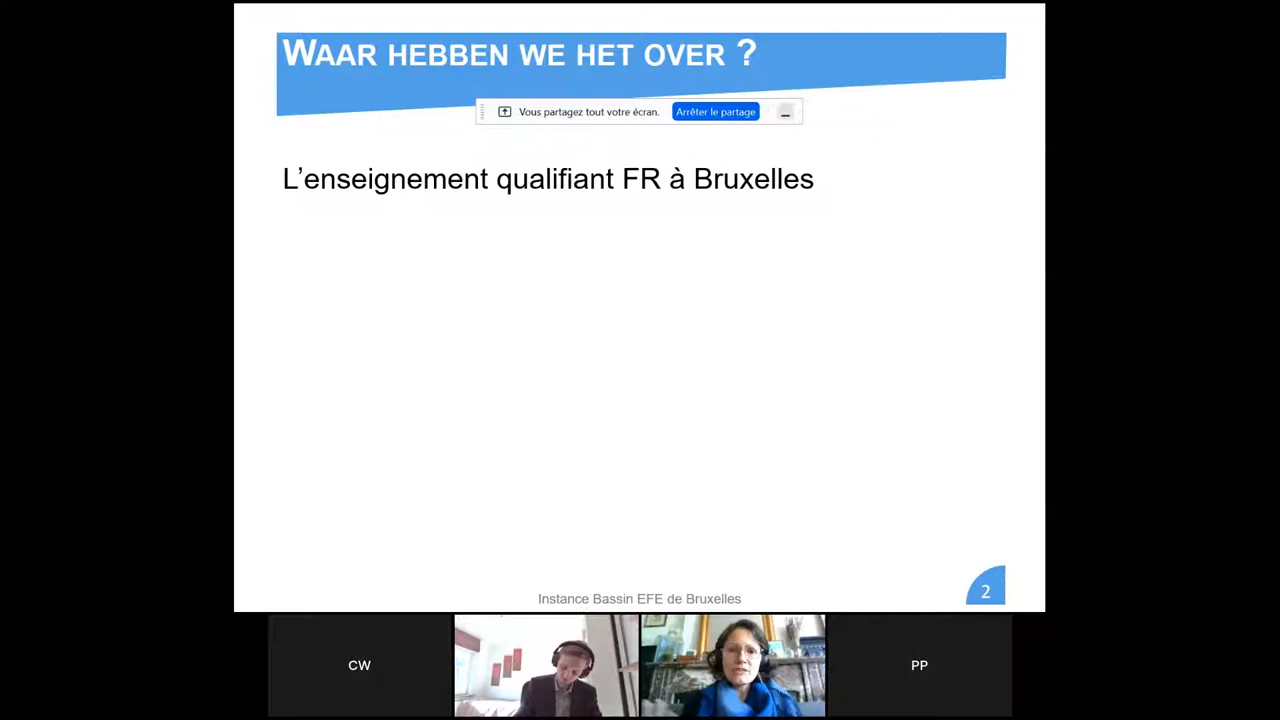 WAAR HEBBEN WE HET OVER ?
Vous partagez tout votre écran. Arrêter le partage
L’enseignement qualifiant FR à Bruxelles
Instance Bassin EFE de Bruxelles
2
CW
PP